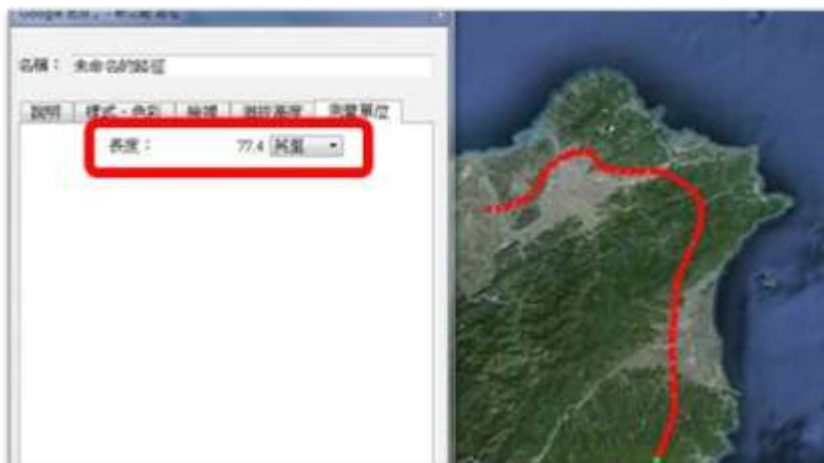 名稱： 未命名的路徑
說明 樣式、色彩 檢視 海拔高度 測量單位
長度： 77.4 英里